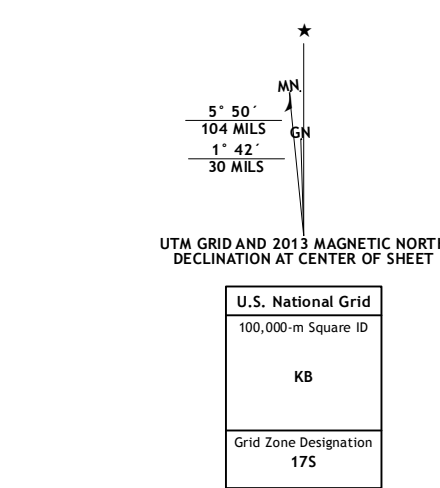 ★
MN.
5° 50´
104 MILS
GN
1° 42´
30 MILS
UTM GRID AND 2013 MAGNETIC NORTH
DECLINATION AT CENTER OF SHEET
U.S. National Grid
100,000-m Square ID
KB
Grid Zone Designation
17S